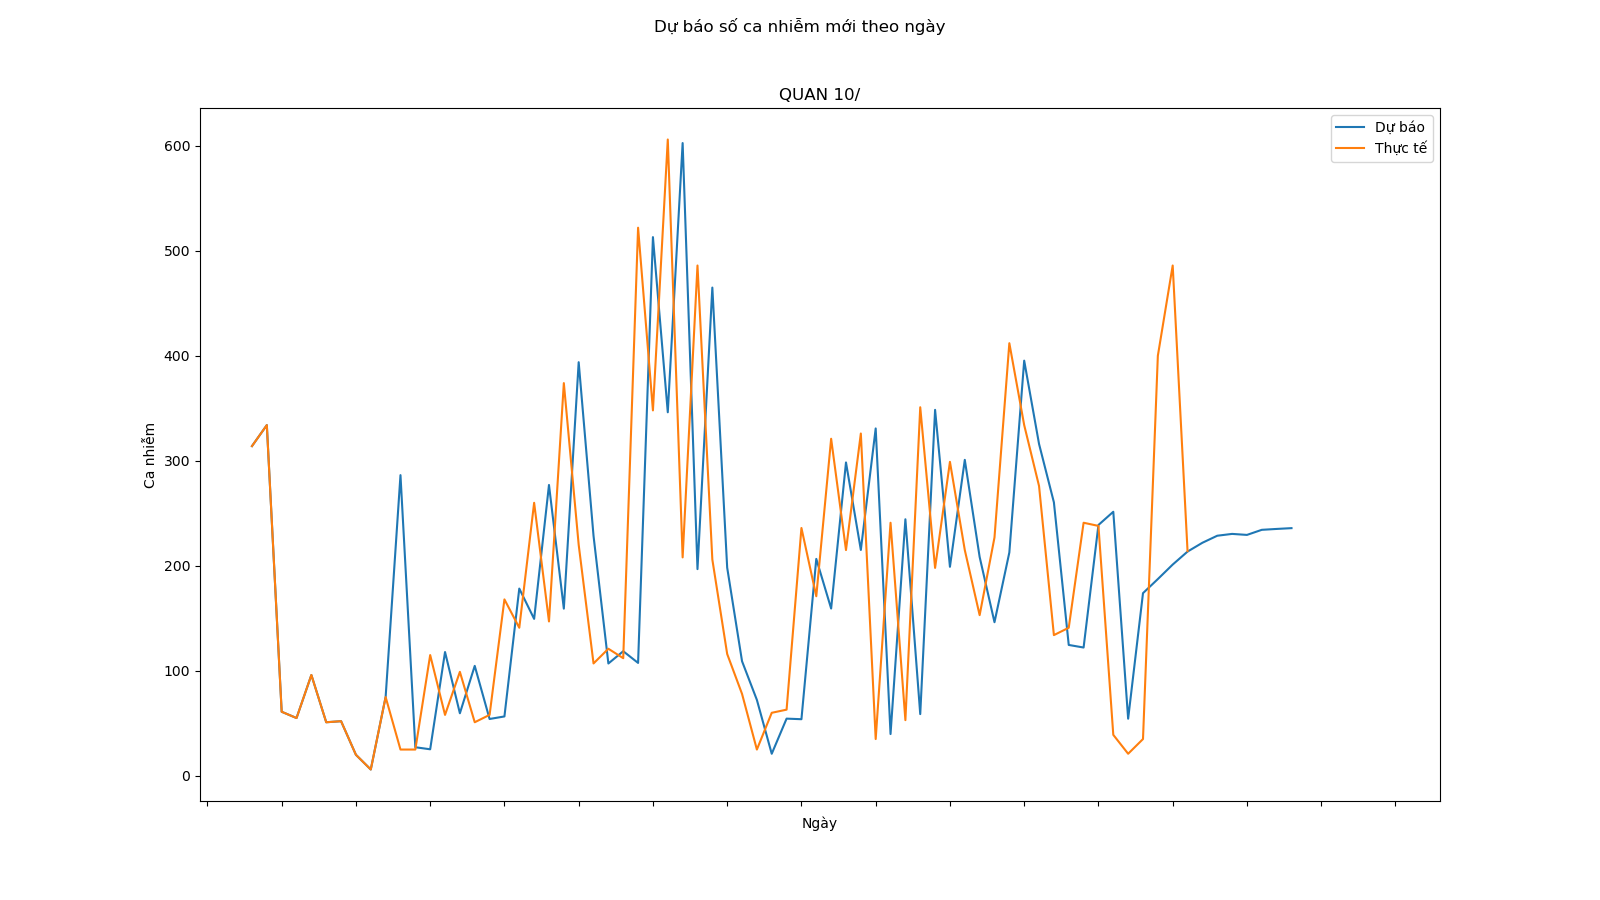 Dự báo số ca nhiễm mới theo ngày
QUAN 10/
Dự báo
Thực tế
600
500
400
300
200
100
0
Ca nhiễm
Ngày